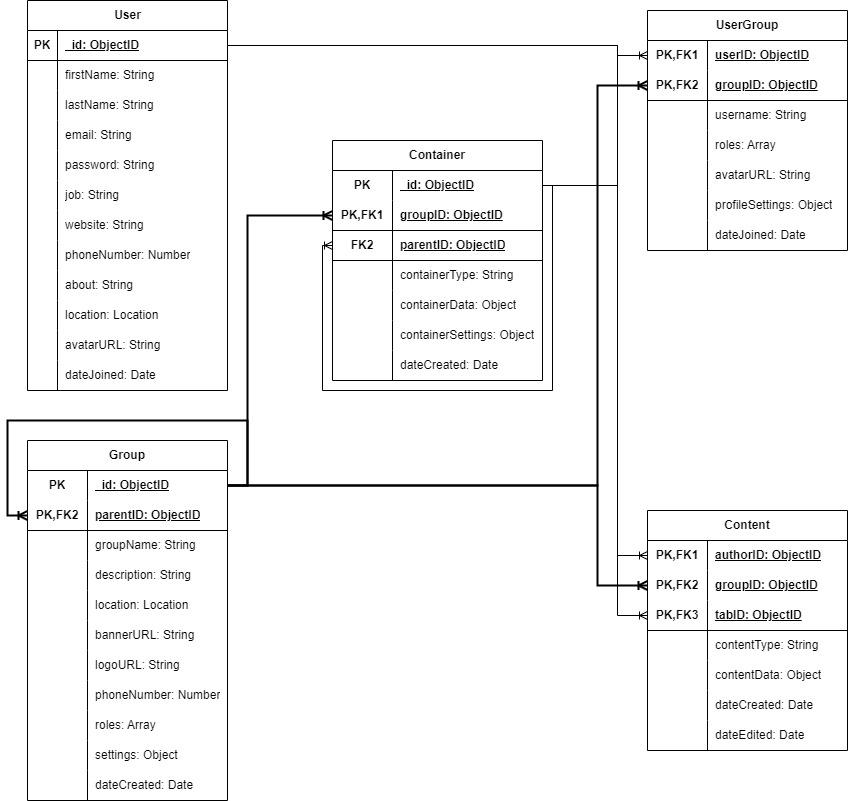 User
PK _id: ObjectID
firstName: String
lastName: String
email: String
password: String
job: String
website: String
phoneNumber: Number
about: String
location: Location
avatarURL: String
dateJoined: Date
UserGroup
PK,FK1 userID: ObjectID
PK,FK2 groupID: ObjectID
username: String
roles: Array
avatarURL: String
profileSettings: Object
dateJoined: Date
Container
PK _id: ObjectID
PK,FK1 groupID: ObjectID
FK2 parentID: ObjectID
containerType: String
containerData: Object
containerSettings: Object
dateCreated: Date
Group
PK _id: ObjectID
PK,FK2 parentID: ObjectID
groupName: String
description: String
location: Location
bannerURL: String
logoURL: String
phoneNumber: Number
roles: Array
settings: Object
dateCreated: Date
Content
PK,FK1 authorID: ObjectID
PK,FK2 groupID: ObjectID
PK,FK3 tabID: ObjectID
contentType: String
contentData: Object
dateCreated: Date
dateEdited: Date